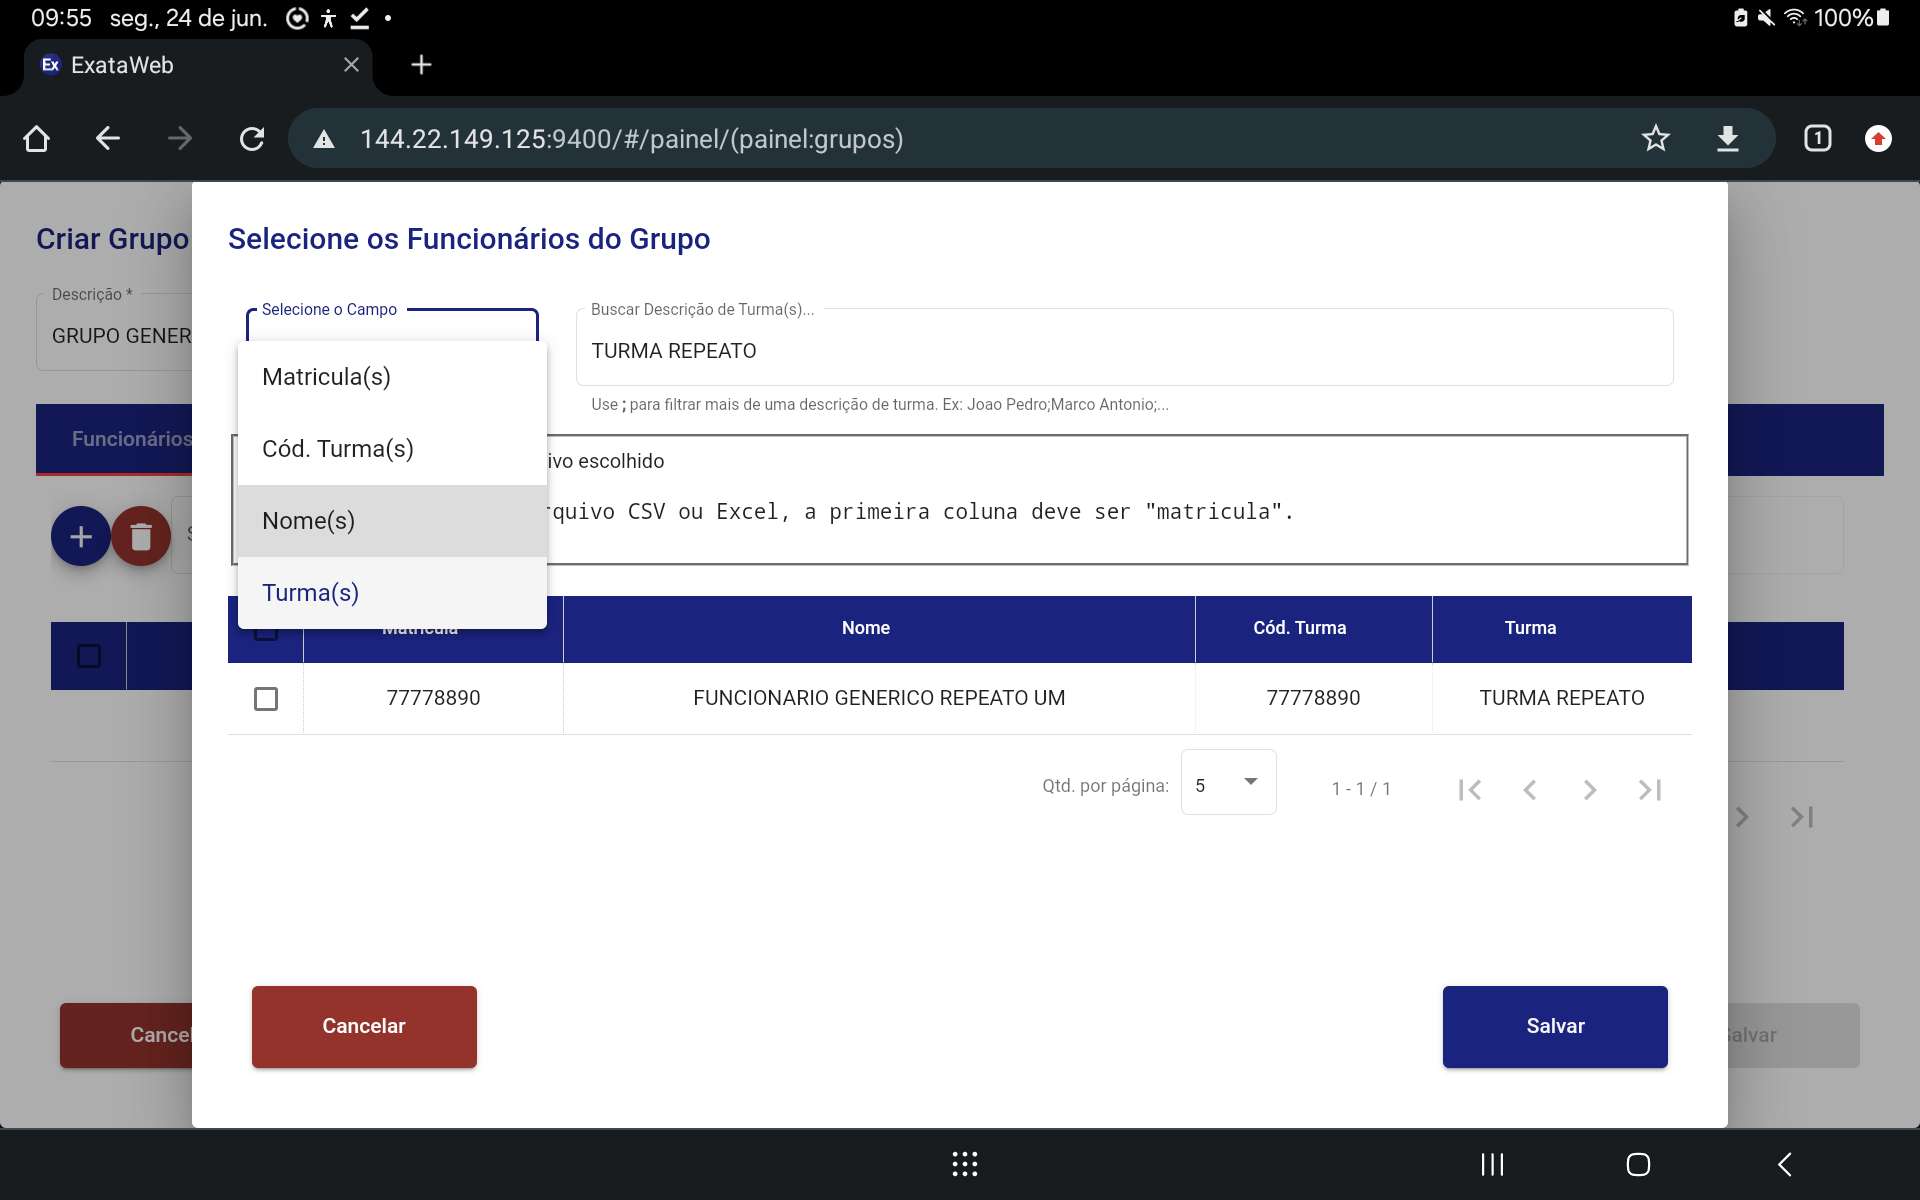 09:55 seg., 24 de jun. 100%
Ex ExataWeb
144.22.149.125:9400/#/painel/(painel:grupos) 1
Criar Grupo
Selecione os Funcionários do Grupo
Descrição *
GRUPO GENER
Selecione o Campo
Buscar Descrição de Turma(s)...
TURMA REPEATO
Use ; para filtrar mais de uma descrição de turma. Ex: Joao Pedro;Marco Antonio;...
Matricula(s)
Cód. Turma(s)
Nome(s)
Turma(s)
Funcionários
ivo escolhido
rquivo CSV ou Excel, a primeira coluna deve ser "matricula".
S
Matricula Nome Cód. Turma Turma
77778890 FUNCIONARIO GENERICO REPEATO UM 77778890 TURMA REPEATO
Qtd. por página: 5 1 - 1 / 1
Cancelar
Salvar
Cancel
Salvar